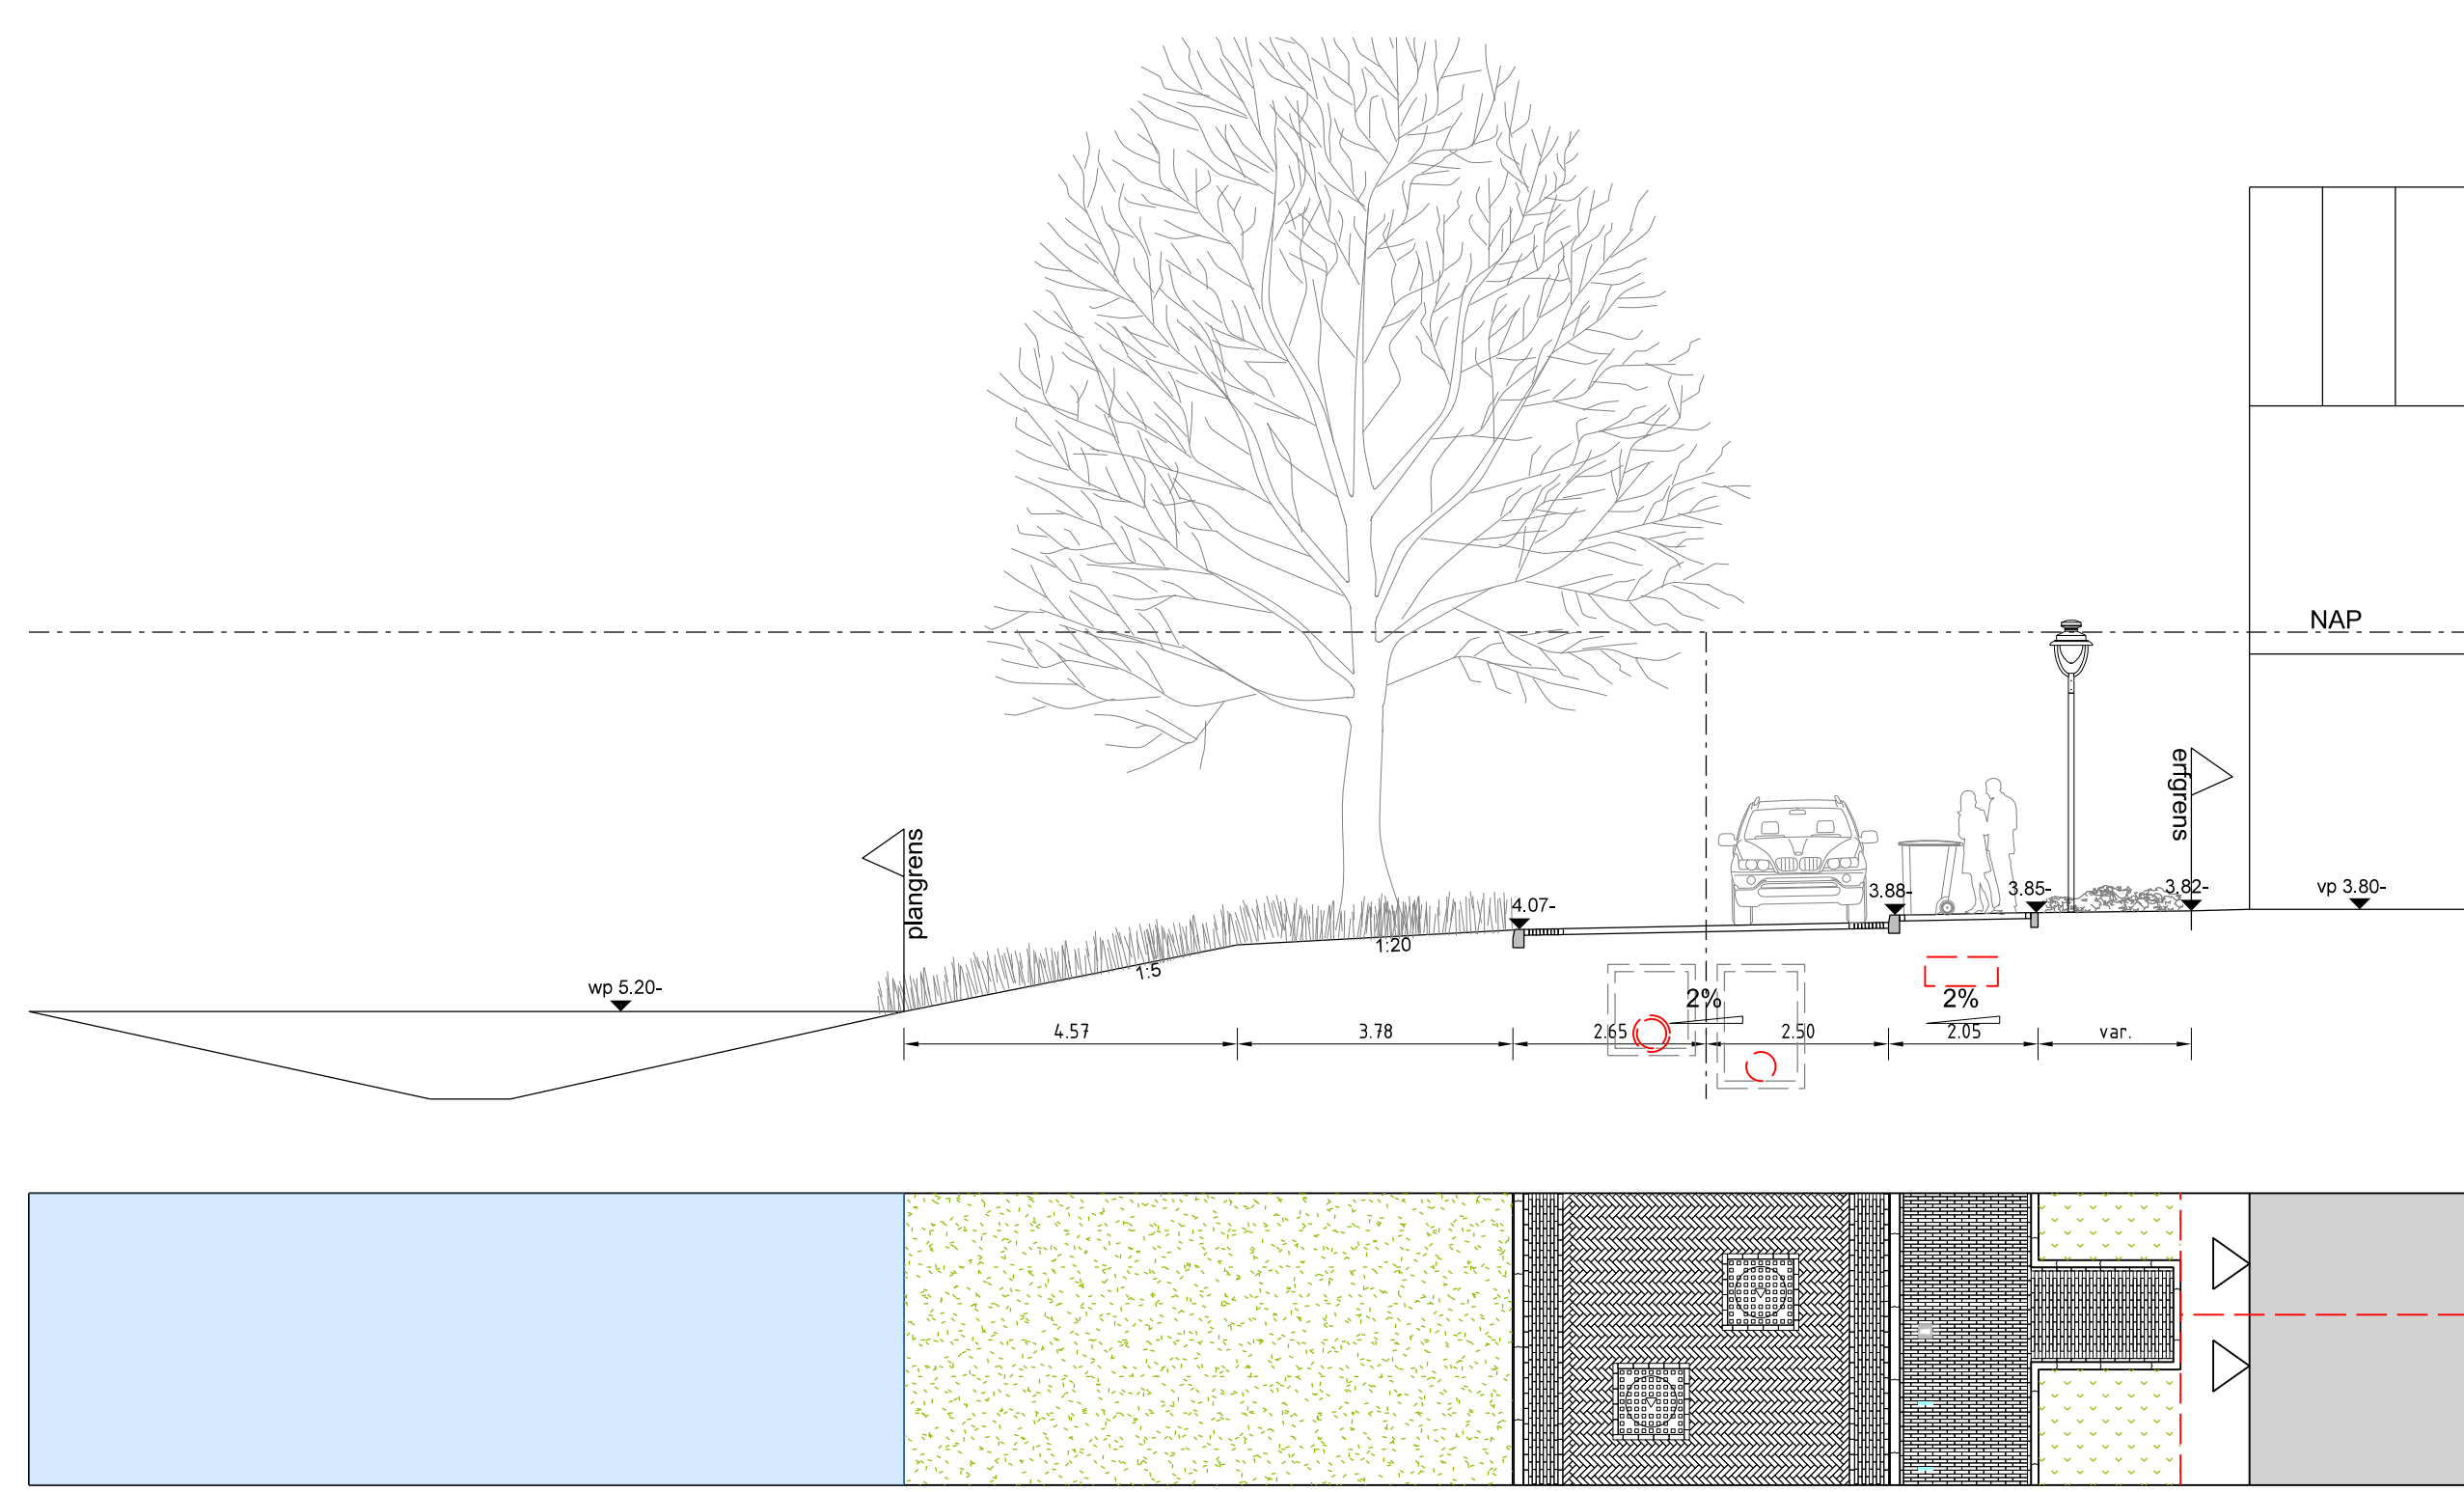 NAP
erfgrens
plangrens
3.88-
3.85-
3.82-
vp 3.80-
4.07-
1:20
1:5
wp 5.20-
2%
2%
4.57
3.78
2.65
2.50
2.05
var.